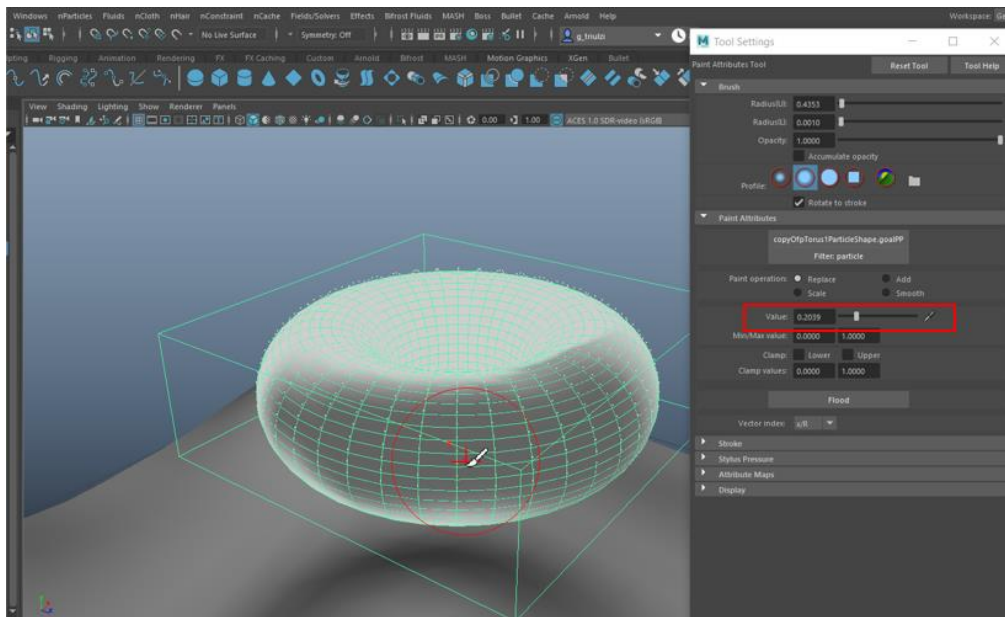 Windows nParticles Fluids nCloth nHair nConstraint nCache Fields/Solvers Effects Bifrost Fluids MASH Boss Bullet Cache Arnold Help
Workspace: Ge
No Live Surface
Symmetry: Off
g_triulzi
pting Rigging Animation Rendering FX FX Caching Custom Arnold Bifrost MASH Motion Graphics XGen Bullet
View Shading Lighting Show Renderer Panels
0.00 1.00 ACES 1.0 SDR-video (sRGB)
Tool Settings
Paint Attributes Tool Reset Tool Tool Help
Brush
Radius(U): 0.4353
Radius(L): 0.0010
Opacity: 1.0000
Accumulate opacity
Profile:
Rotate to stroke
Paint Attributes
copyOfpTorus1ParticleShape.goalPP
Filter: particle
Paint operation: Replace Add
Scale Smooth
Value: 0.2039
Min/Max value: 0.0000 1.0000
Clamp: Lower Upper
Clamp values: 0.0000 1.0000
Flood
Vector index: x/R
Stroke
Stylus Pressure
Attribute Maps
Display